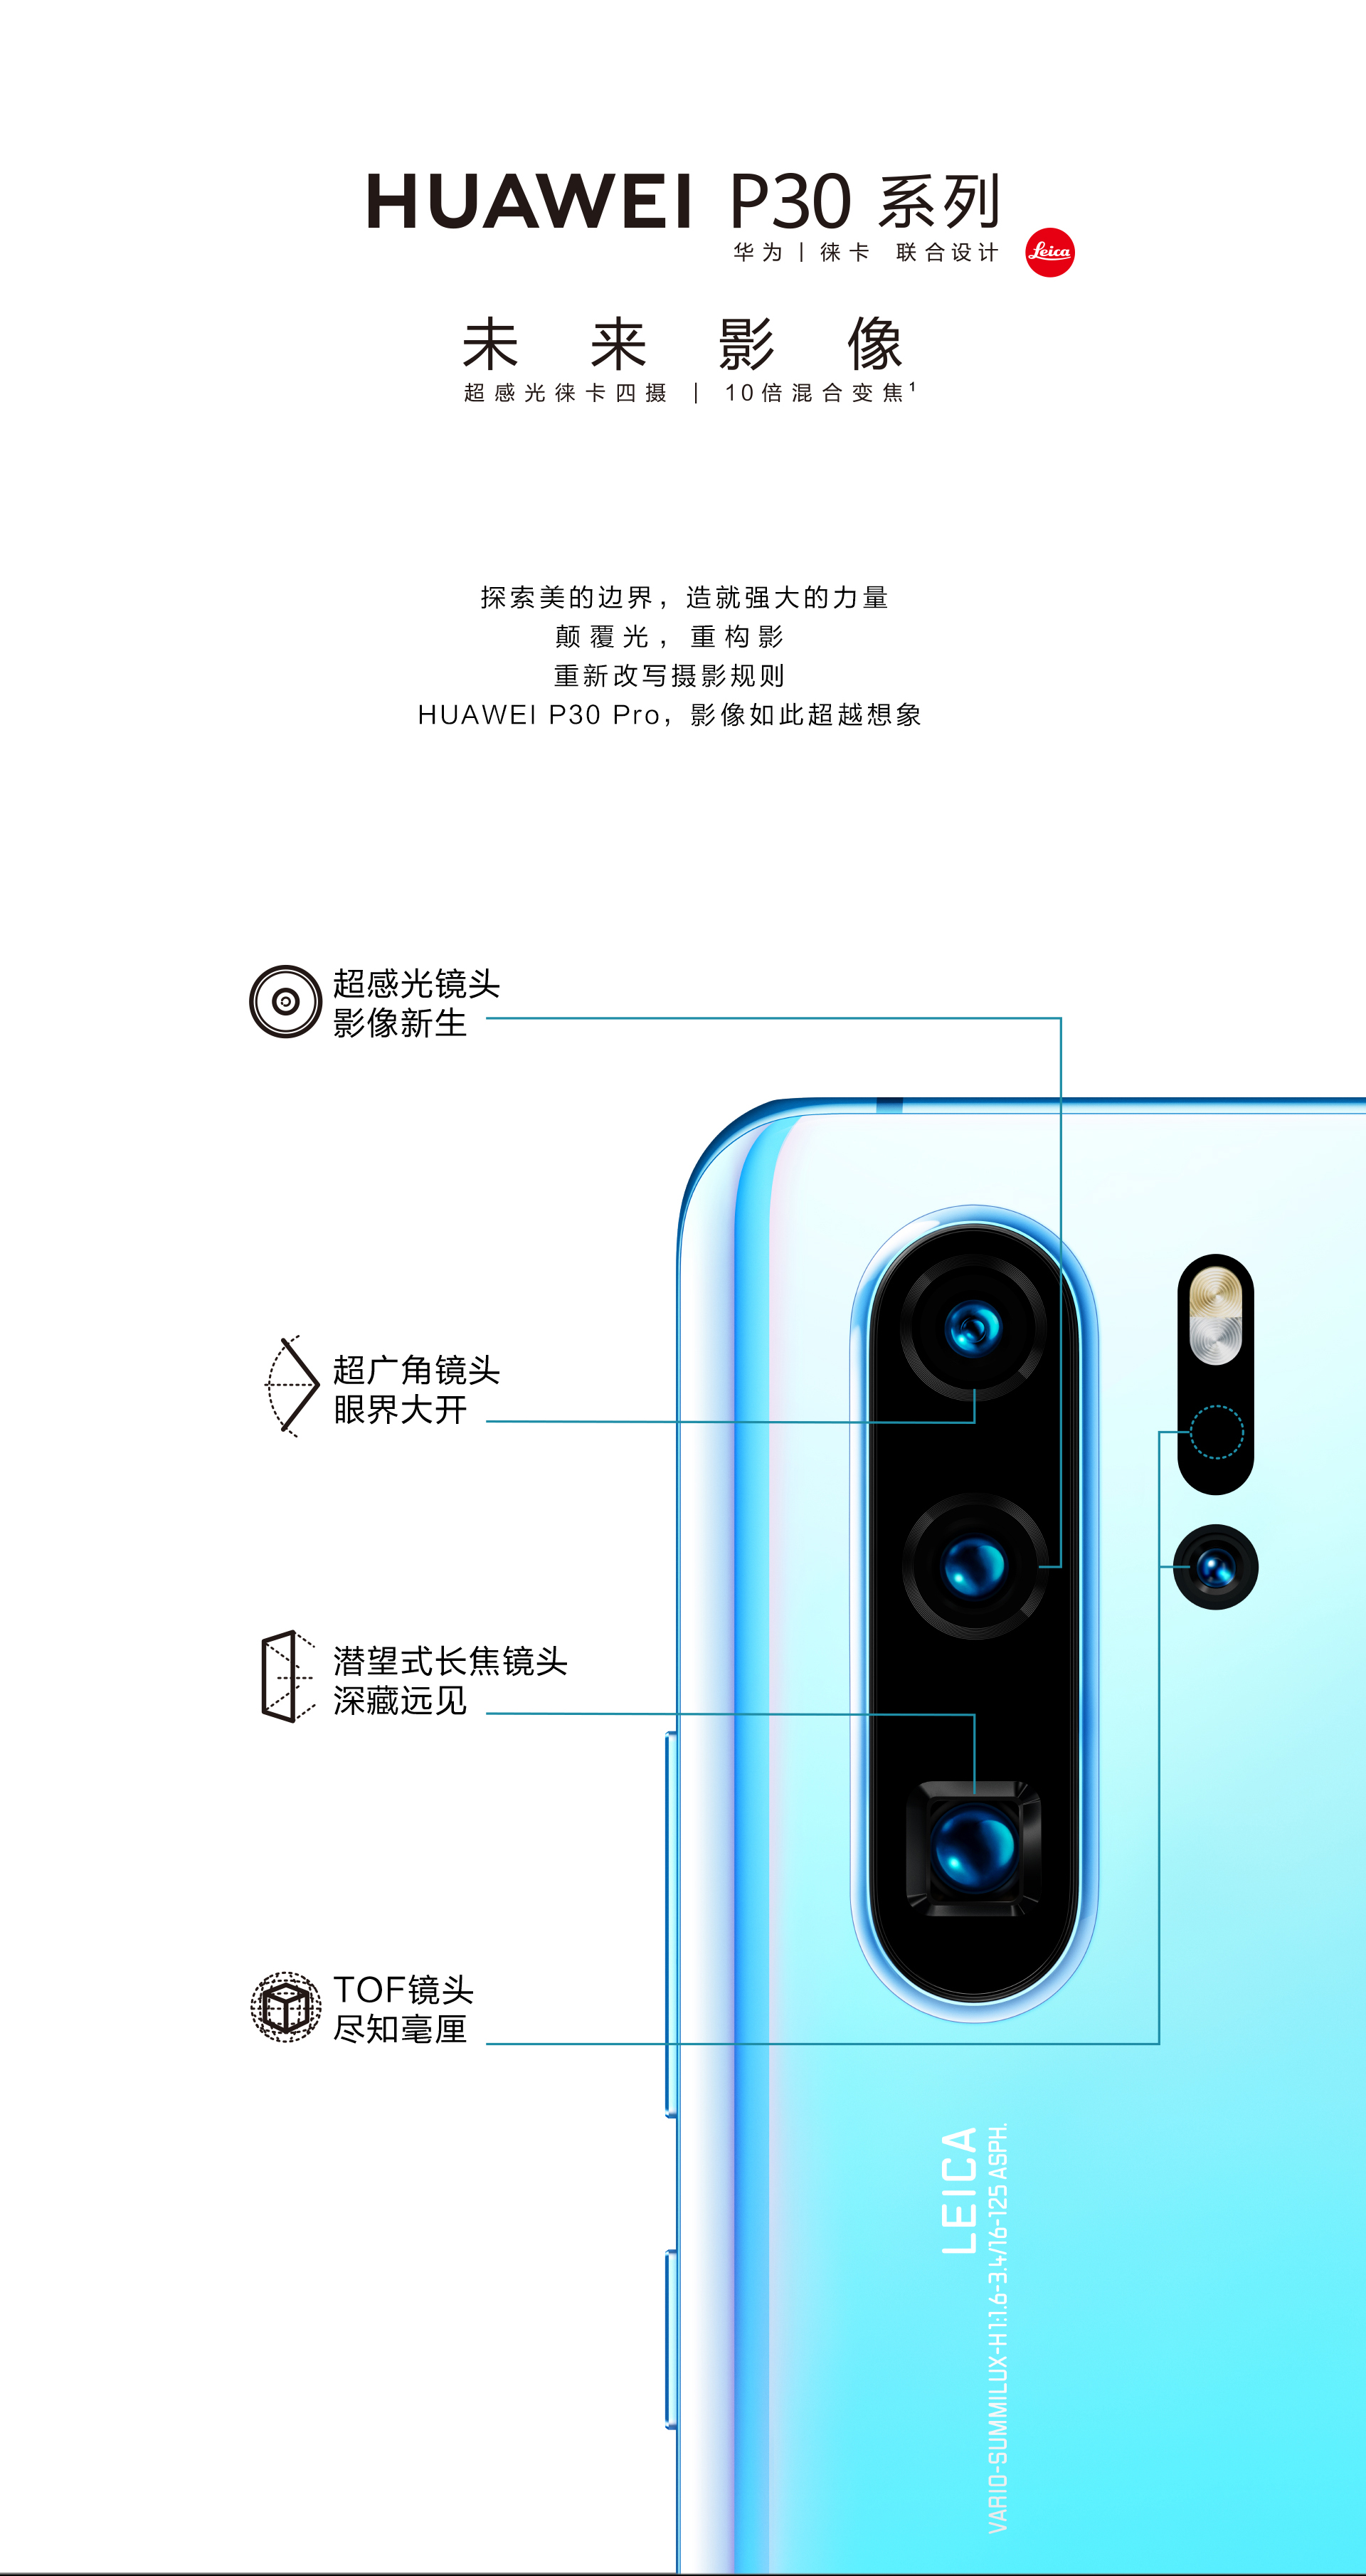 HUAWEI P30 系列
华为 | 徕卡 联合设计
Leica
未来影像
超感光徕卡四摄 | 10倍混合变焦¹
探索美的边界，造就强大的力量
颠覆光，重构影
重新改写摄影规则
HUAWEI P30 Pro，影像如此超越想象
超感光镜头
影像新生
超广角镜头
眼界大开
潜望式长焦镜头
深藏远见
TOF镜头
尽知毫厘
LEICA
VARIO-SUMMILUX-H 1:1.6-3.4/16-125 ASPH.